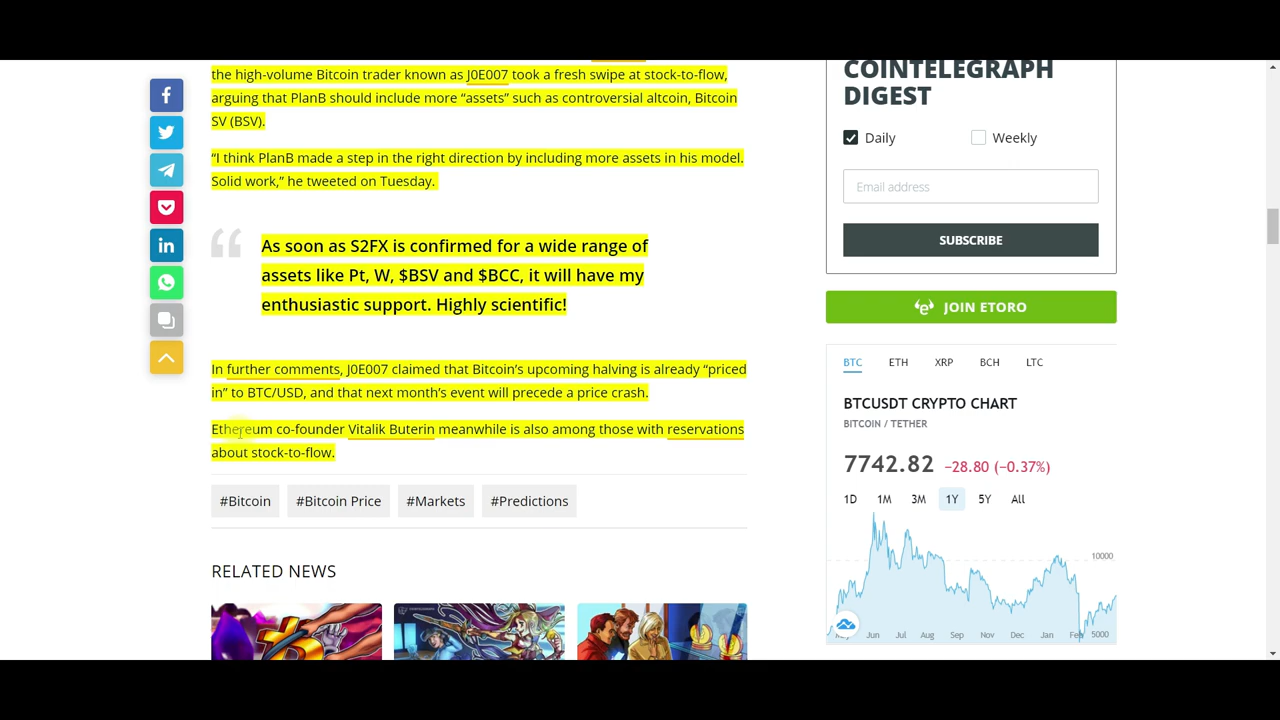 the high-volume Bitcoin trader known as J0E007 took a fresh swipe at stock-to-flow,
arguing that PlanB should include more “assets” such as controversial altcoin, Bitcoin
SV (BSV).
“I think PlanB made a step in the right direction by including more assets in his model.
Solid work,” he tweeted on Tuesday.
As soon as S2FX is confirmed for a wide range of
assets like Pt, W, $BSV and $BCC, it will have my
enthusiastic support. Highly scientific!
In further comments, J0E007 claimed that Bitcoin’s upcoming halving is already “priced
in” to BTC/USD, and that next month’s event will precede a price crash.
Ethereum co-founder Vitalik Buterin meanwhile is also among those with reservations
about stock-to-flow.
#Bitcoin #Bitcoin Price #Markets #Predictions
RELATED NEWS
COINTELEGRAPH
DIGEST
Daily Weekly
Email address
SUBSCRIBE
JOIN ETORO
BTC ETH XRP BCH LTC
BTCUSDT CRYPTO CHART
BITCOIN / TETHER
7742.82 −28.80 (−0.37%)
1D 1M 3M 1Y 5Y All
10000
5000
Jun Jul Aug Sep Nov Dec Jan Feb